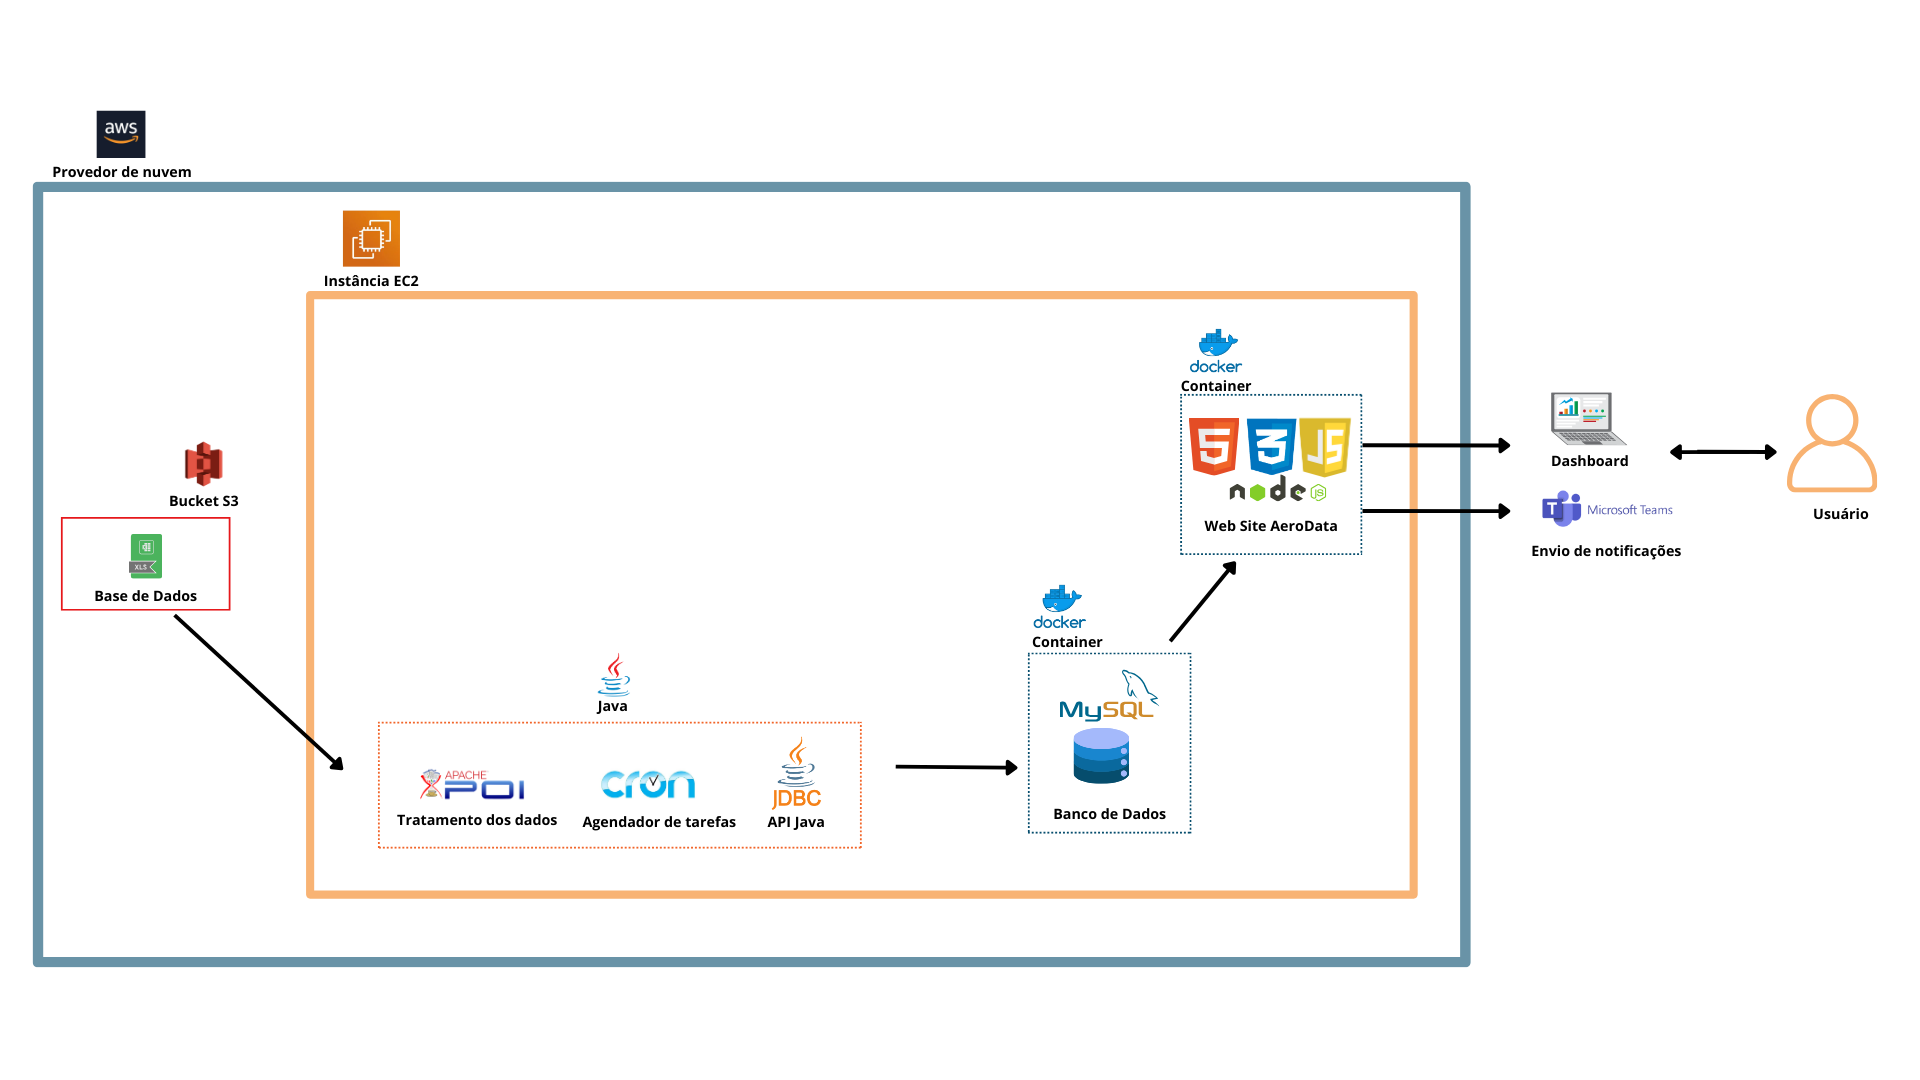 aws
Provedor de nuvem
Instância EC2
docker
Container
5
3
JS
node
JS
Web Site AeroData
Dashboard
T
Microsoft Teams
Envio de notificações
Usuário
Bucket S3
XLS
Base de Dados
docker
Container
MySQL
Banco de Dados
Java
APACHE
POI
Tratamento dos dados
cron
Agendador de tarefas
JDBC
API Java